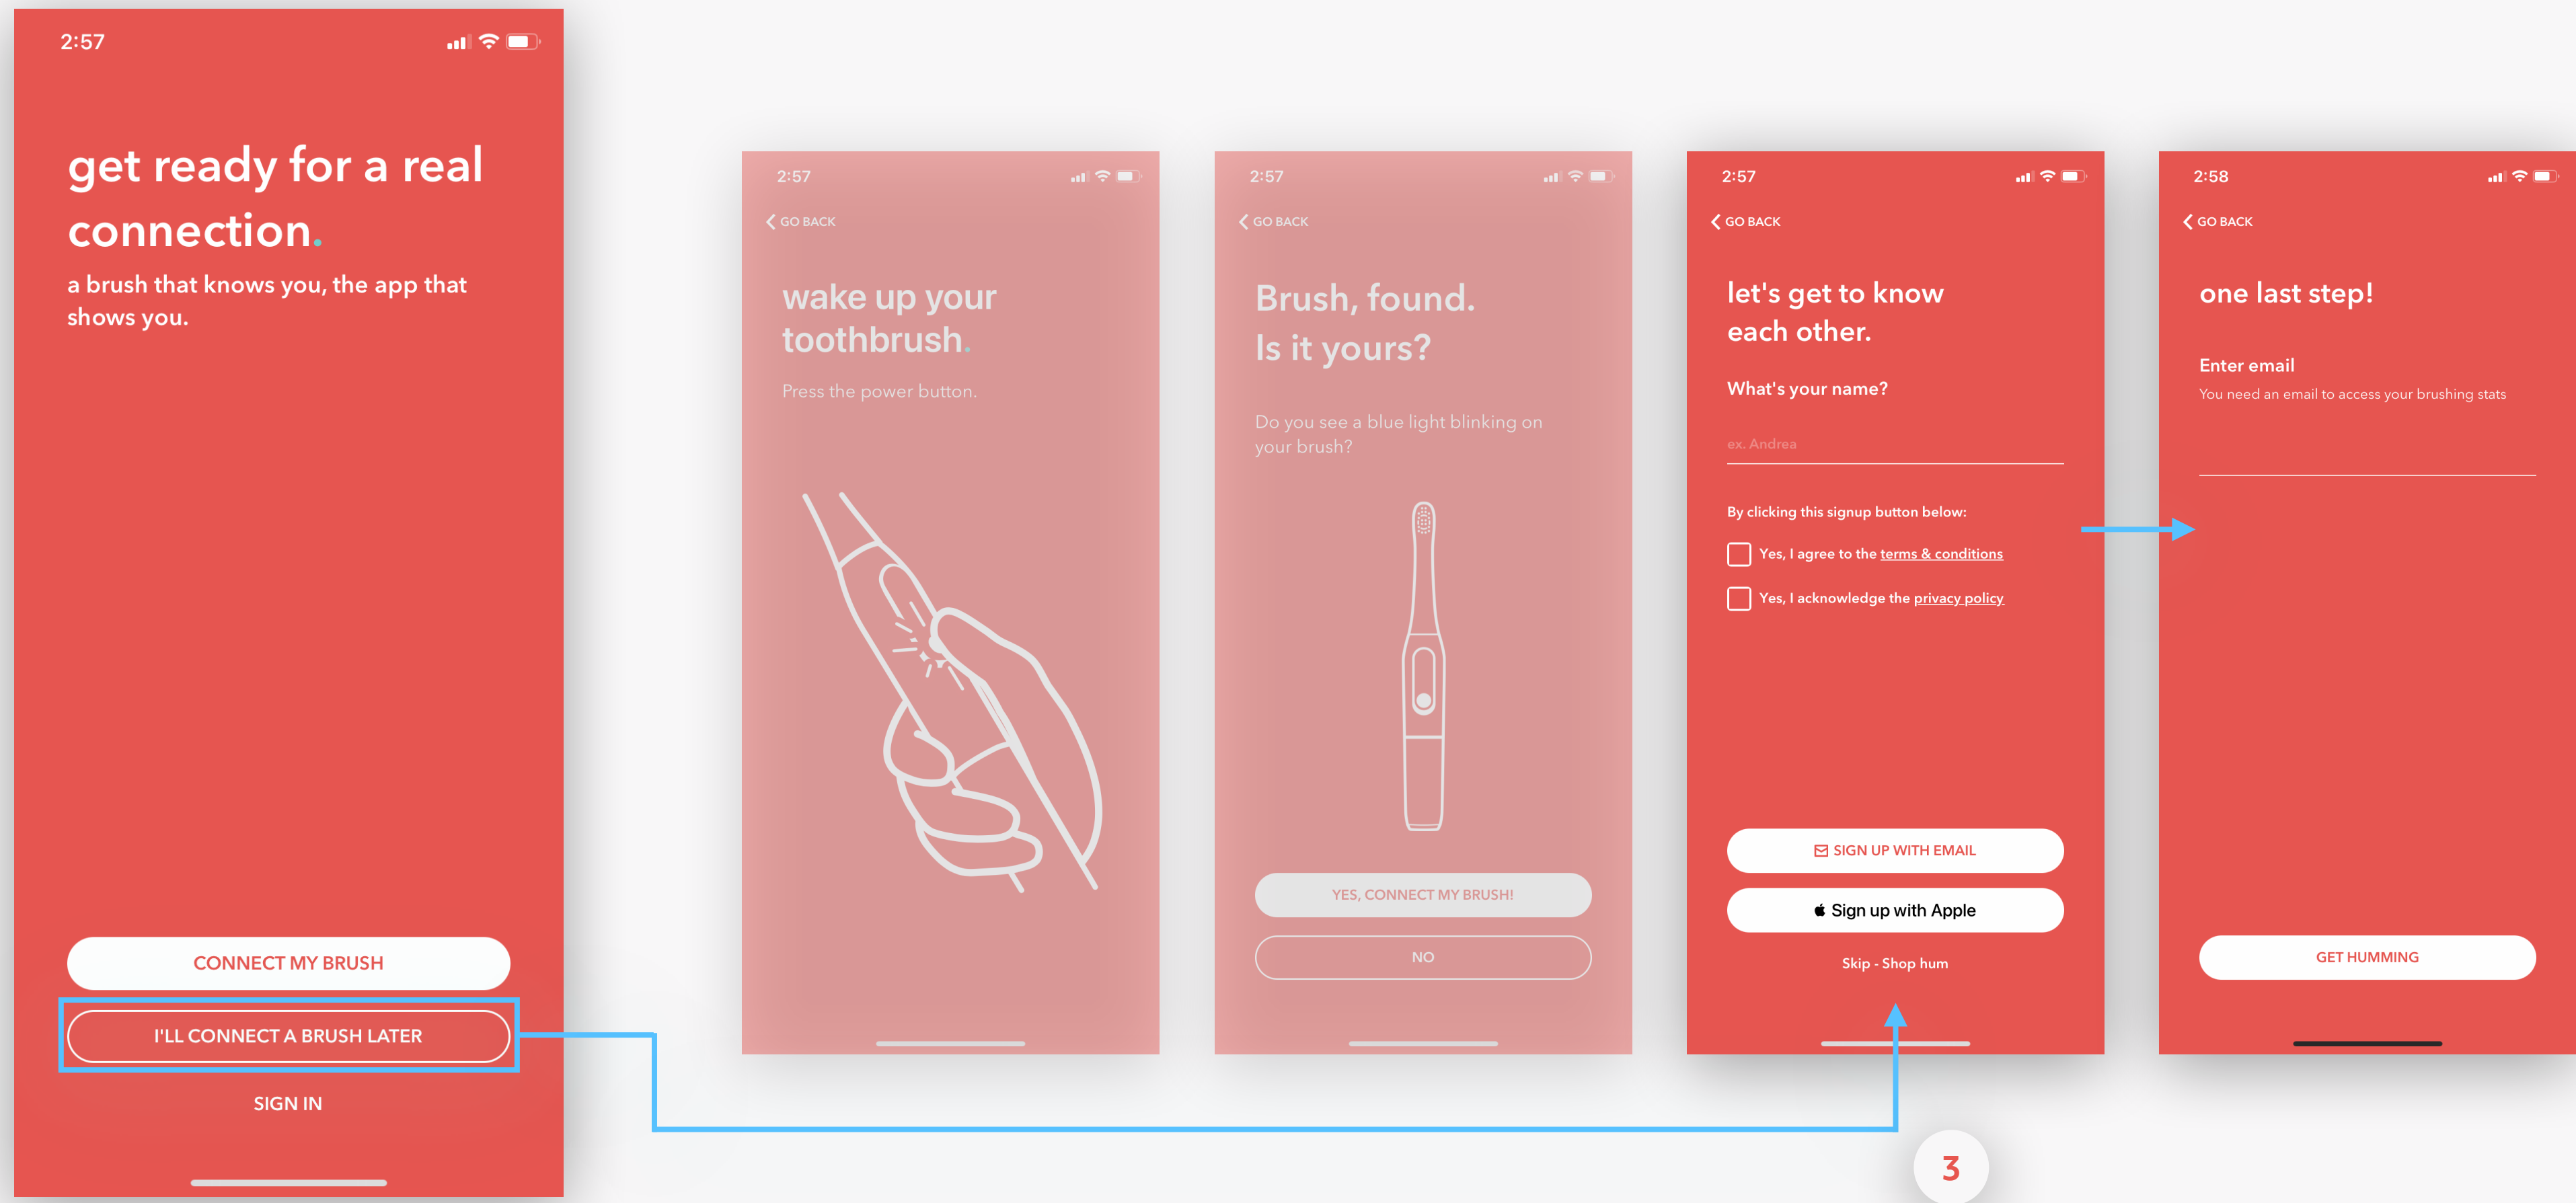 2:57
get ready for a real
connection.
a brush that knows you, the app that
shows you.
CONNECT MY BRUSH
I'LL CONNECT A BRUSH LATER
SIGN IN
2:57
GO BACK
wake up your
toothbrush.
Press the power button.
2:57
GO BACK
Brush, found.
Is it yours?
Do you see a blue light blinking on
your brush?
YES, CONNECT MY BRUSH!
NO
2:57
GO BACK
let's get to know
each other.
What's your name?
ex. Andrea
By clicking this signup button below:
Yes, I agree to the terms & conditions
Yes, I acknowledge the privacy policy
SIGN UP WITH EMAIL
Sign up with Apple
Skip - Shop hum
2:58
GO BACK
one last step!
Enter email
You need an email to access your brushing stats
GET HUMMING
3